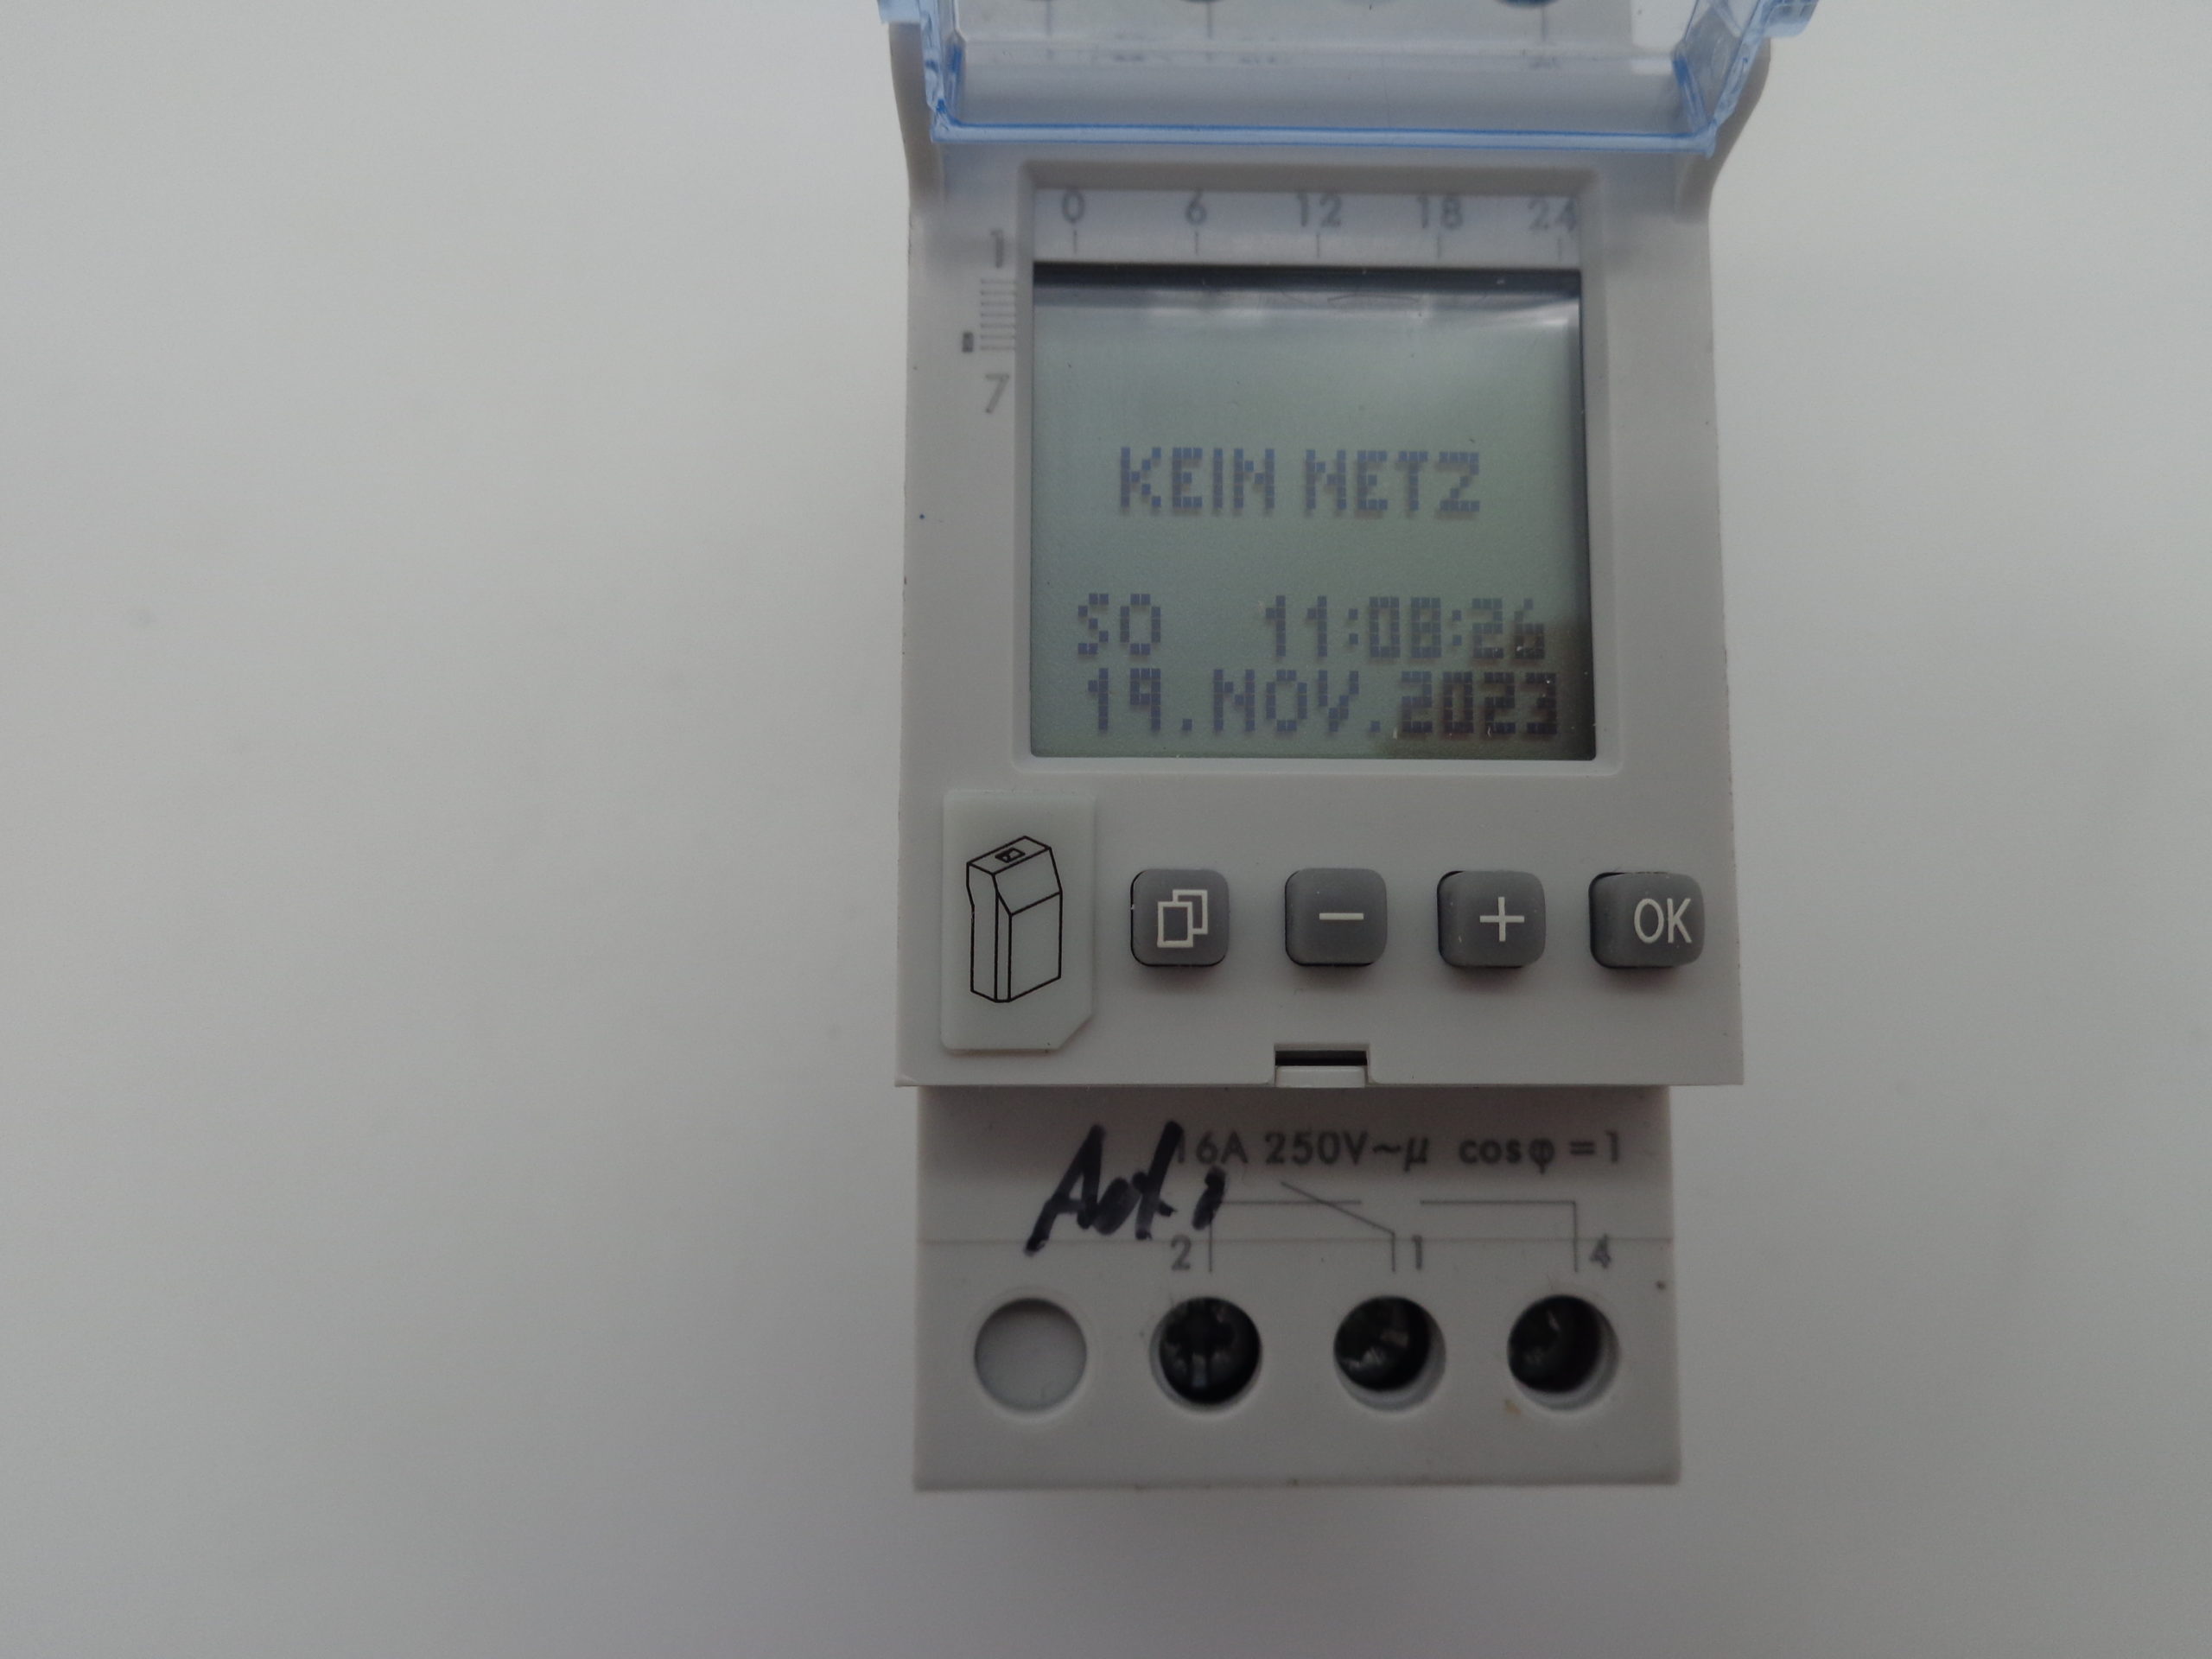 0 6 12 18 24
1
7
KEIN NETZ
SO 11:08:26
19.NOV.2023
− + OK
16A 250V~µ cosφ=1
2 1 4